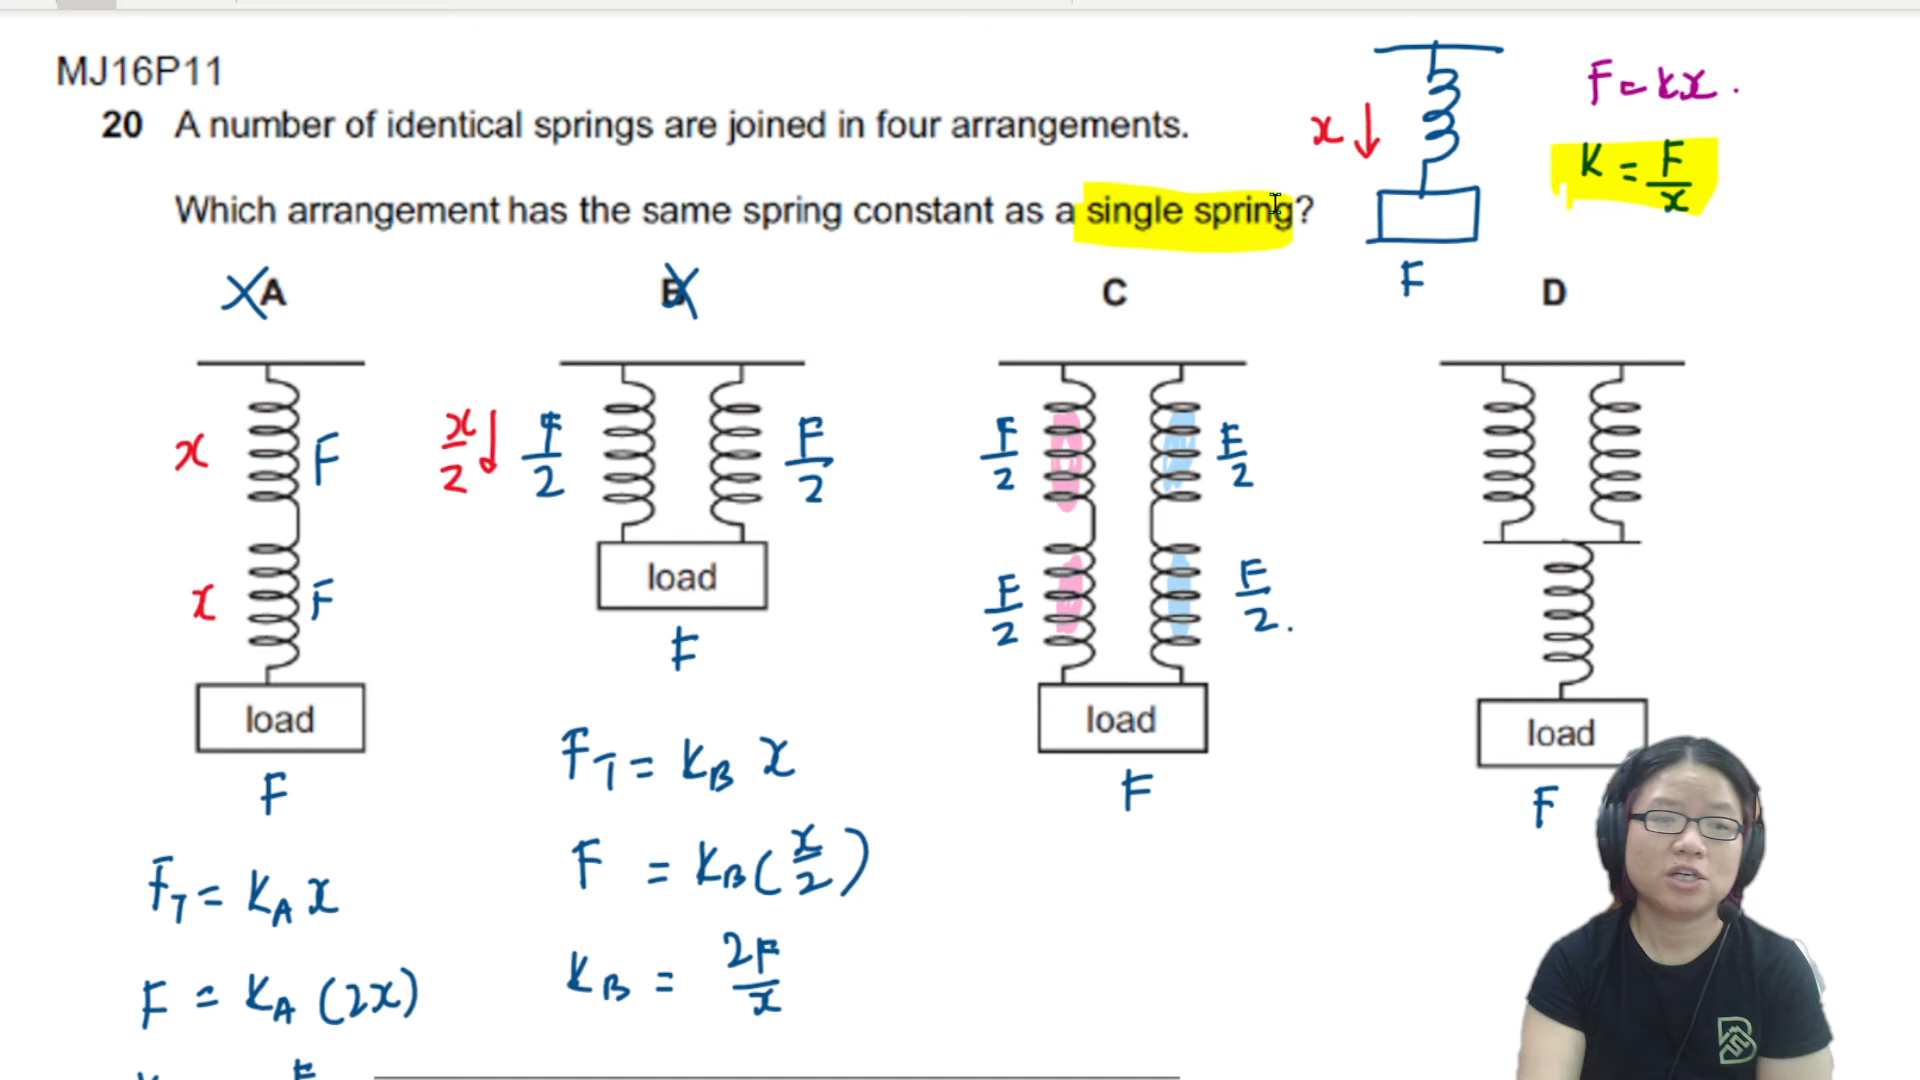 MJ16P11
20 A number of identical springs are joined in four arrangements.
Which arrangement has the same spring constant as a single spring?
x
F
F = kx.
K = F/x
A
B
C
D
x
F
x
F
load
F
x/2
F/2
F/2
load
F
F/2
F/2
F/2
F/2.
load
F
load
F
F_T = K_A x
F = K_A (2x)
F_T = K_B x
F = K_B (x/2)
K_B = 2F/x